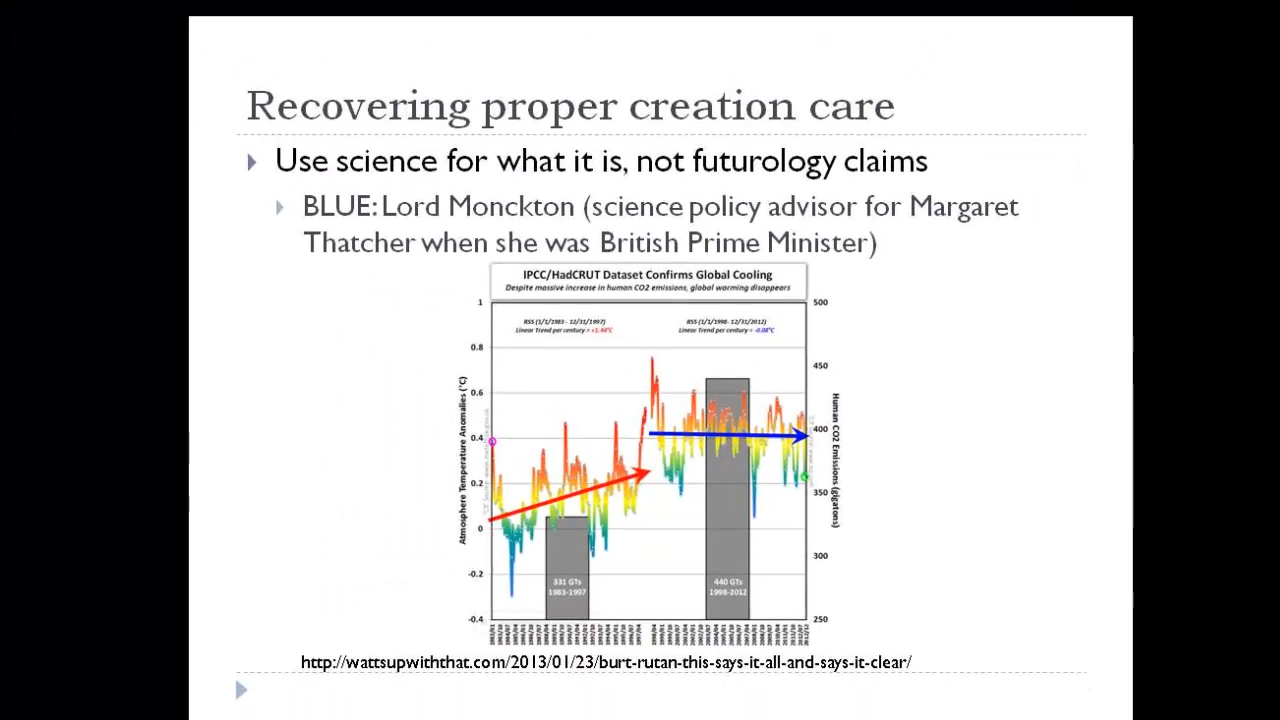 Recovering proper creation care
Use science for what it is, not futurology claims
BLUE: Lord Monckton (science policy advisor for Margaret
Thatcher when she was British Prime Minister)
IPCC/HadCRUT Dataset Confirms Global Cooling
Despite massive increase in human CO2 emissions, global warming disappears
RSS (1/1/1983 - 12/31/1997)
Linear Trend per century = +1.44°C
RSS (1/1/1998- 12/31/2012)
Linear Trend per century = -0.08°C
Atmosphere Temperature Anomalies (°C)
1
0.8
0.6
0.4
0.2
0
-0.2
-0.4
500
450
400
350
300
250
Human CO2 Emissions (gigatons)
331 GTs
1983-1997
440 GTs
1998-2012
http://wattsupwiththat.com/2013/01/23/burt-rutan-this-says-it-all-and-says-it-clear/